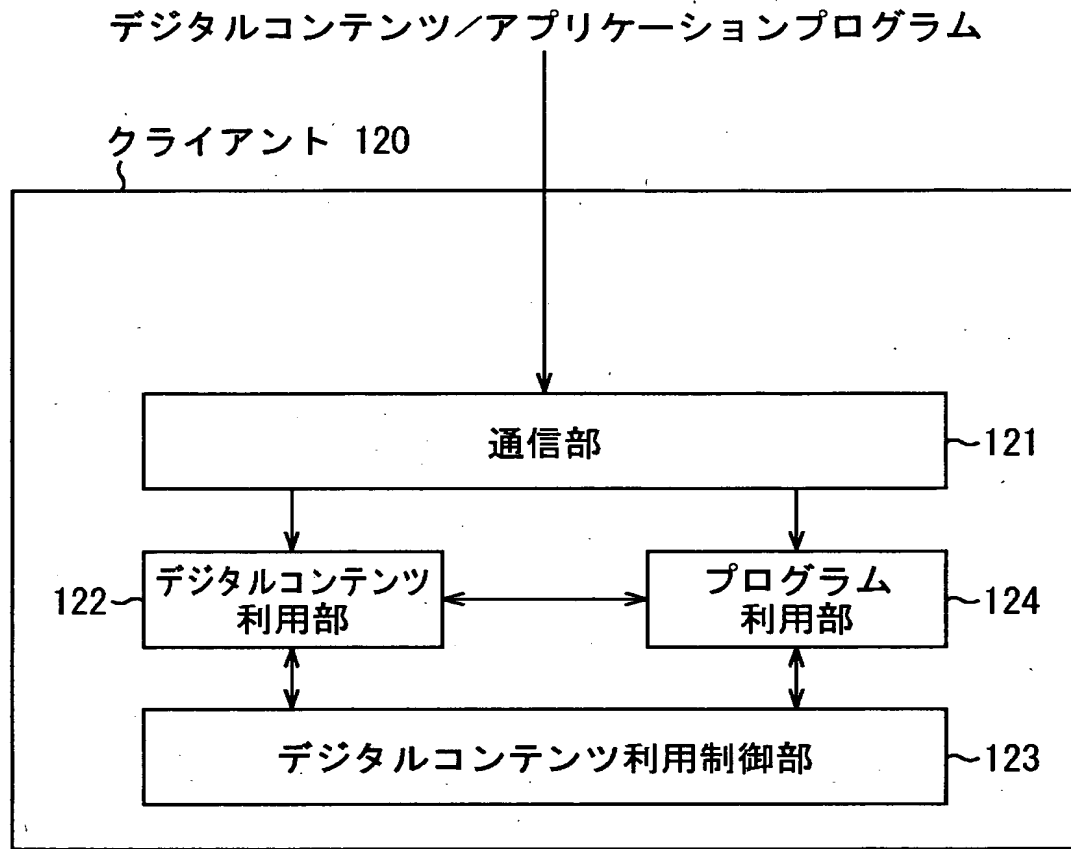 デジタルコンテンツ／アプリケーションプログラム
クライアント 120
通信部
121
デジタルコンテンツ
利用部
122
プログラム
利用部
124
デジタルコンテンツ利用制御部
123